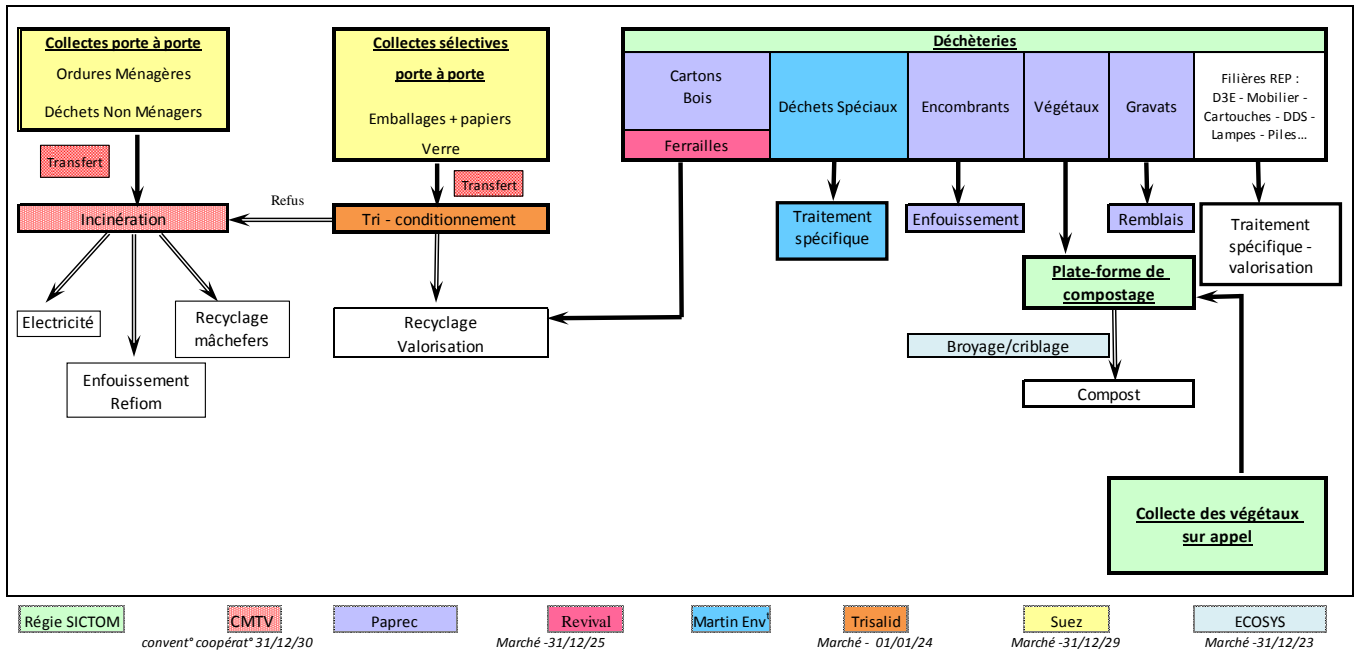 Collectes porte à porte
Ordures Ménagères
Déchets Non Ménagers
Transfert
Incinération
Electricité
Enfouissement
Refiom
Recyclage
mâchefers
Refus
Collectes sélectives
porte à porte
Emballages + papiers
Verre
Transfert
Tri - conditionnement
Recyclage
Valorisation
Déchèteries
Cartons
Bois
Ferrailles
Déchets Spéciaux
Encombrants
Végétaux
Gravats
Filières REP :
D3E - Mobilier -
Cartouches - DDS -
Lampes - Piles...
Traitement
spécifique
Enfouissement
Remblais
Traitement
spécifique -
valorisation
Plate-forme de
compostage
Broyage/criblage
Compost
Collecte des végétaux
sur appel
Régie SICTOM
CMTV
convent° coopérat° 31/12/30
Paprec
Revival
Marché -31/12/25
Martin Envᵗ
Trisalid
Marché - 01/01/24
Suez
Marché -31/12/29
ECOSYS
Marché -31/12/23